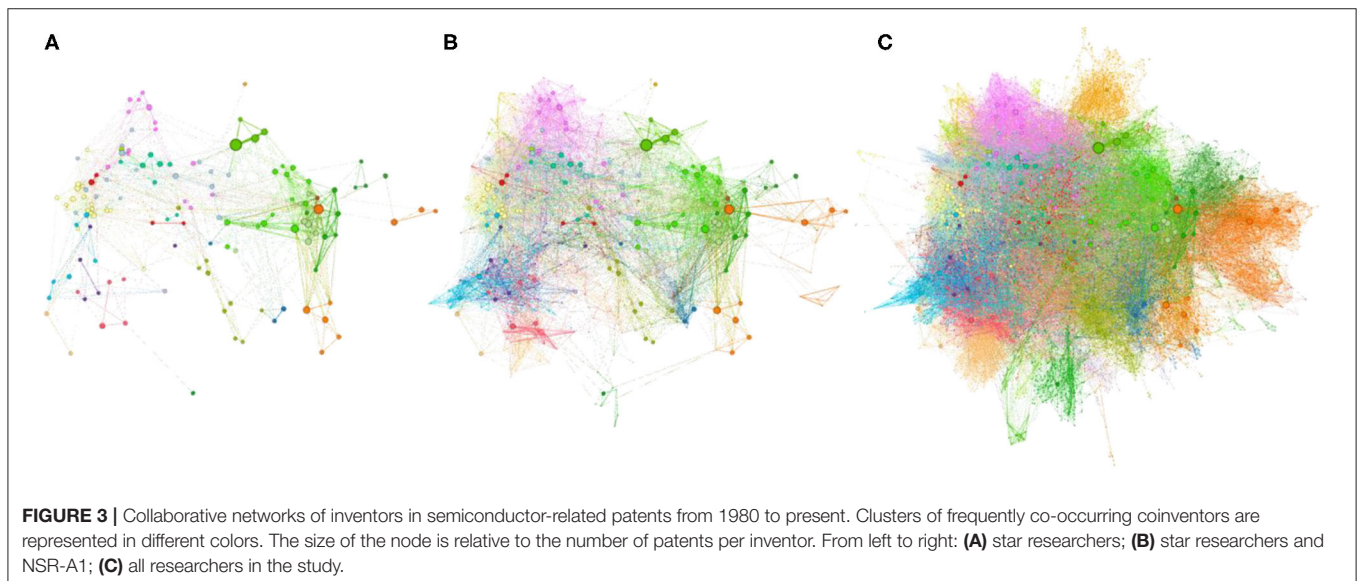 A
B
C
FIGURE 3 | Collaborative networks of inventors in semiconductor-related patents from 1980 to present. Clusters of frequently co-occurring coinventors are
represented in different colors. The size of the node is relative to the number of patents per inventor. From left to right: (A) star researchers; (B) star researchers and
NSR-A1; (C) all researchers in the study.